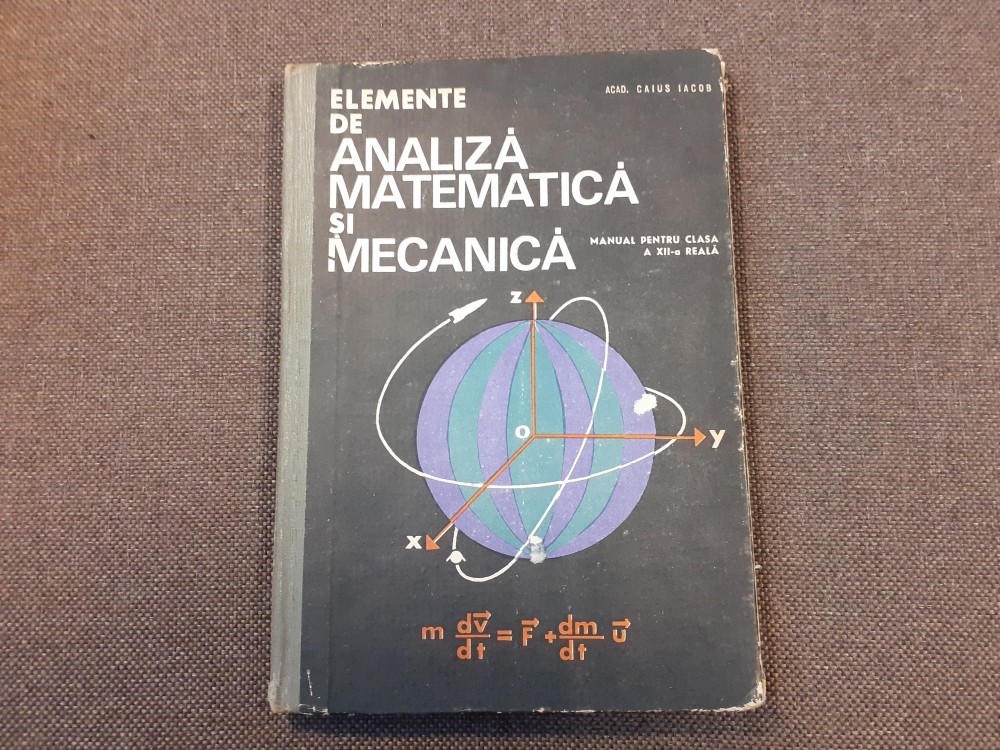 ACAD. CAIUS IACOB
ELEMENTE
DE
ANALIZĂ
MATEMATICĂ
ȘI
MECANICĂ
MANUAL PENTRU CLASA
A XII-a REALĂ
z
O
y
x
m dv⃗/dt = F⃗ + dm/dt u⃗